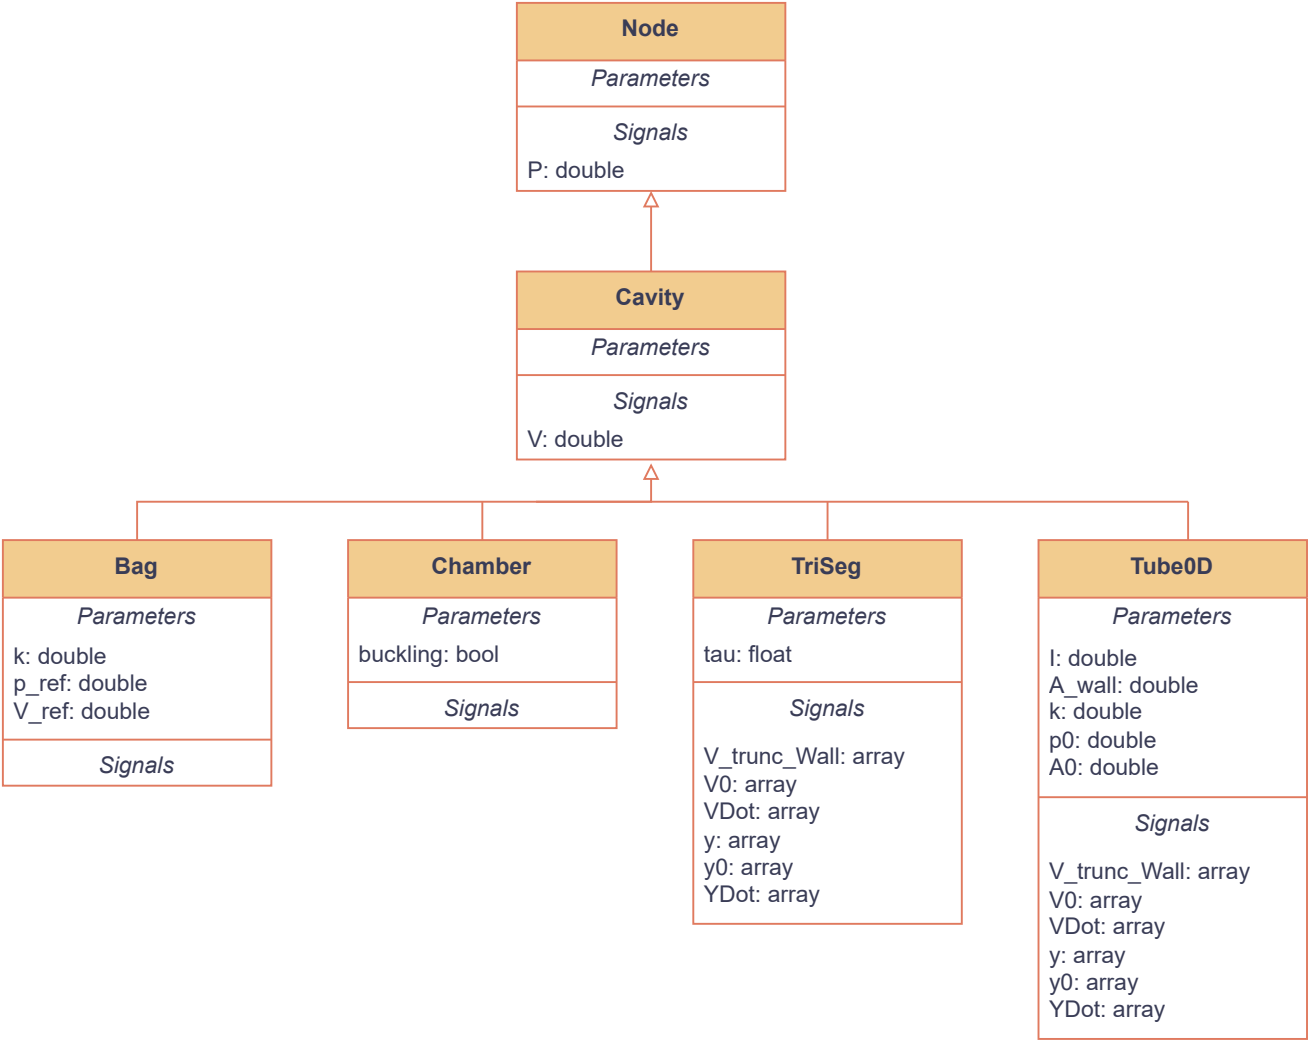 Node
Parameters
Signals
P: double
Cavity
Parameters
Signals
V: double
Bag
Parameters
k: double
p_ref: double
V_ref: double
Signals
Chamber
Parameters
buckling: bool
Signals
TriSeg
Parameters
tau: float
Signals
V_trunc_Wall: array
V0: array
VDot: array
y: array
y0: array
YDot: array
Tube0D
Parameters
l: double
A_wall: double
k: double
p0: double
A0: double
Signals
V_trunc_Wall: array
V0: array
VDot: array
y: array
y0: array
YDot: array